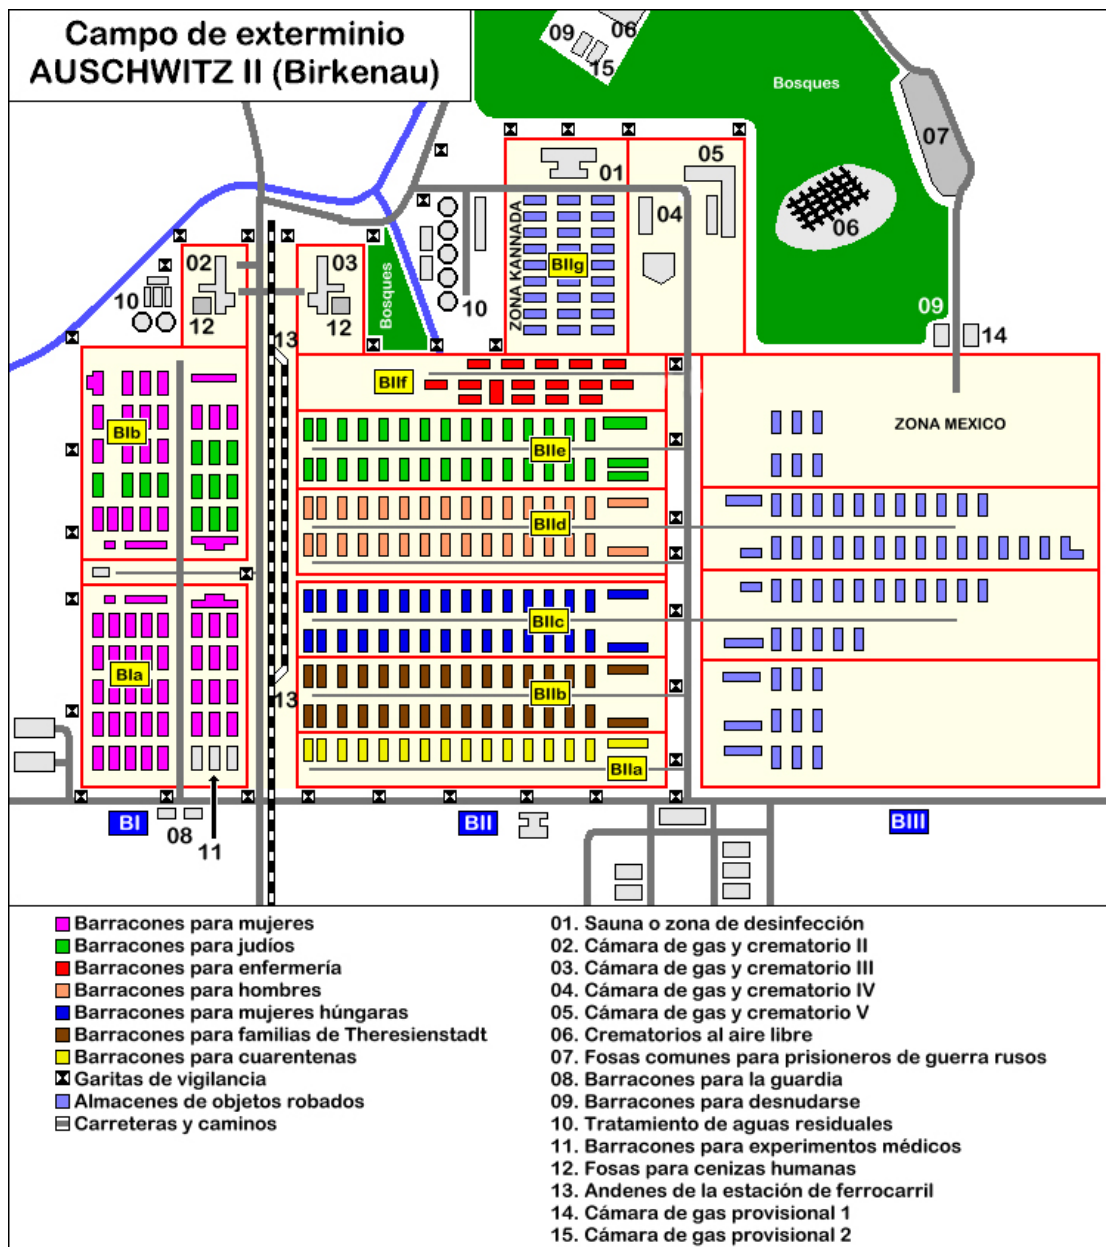 Campo de exterminio
AUSCHWITZ II (Birkenau)
09
06
15
Bosques
07
01
05
02
03
04
06
10
12
12
Bosques
10
ZONA KANNADA
BIIg
09
14
13
BIIf
ZONA MEXICO
BIb
BIIe
BIId
BIIc
BIa
BIIb
13
BIIa
BI
08
11
BII
BIII
Barracones para mujeres
Barracones para judíos
Barracones para enfermería
Barracones para hombres
Barracones para mujeres húngaras
Barracones para familias de Theresienstadt
Barracones para cuarentenas
Garitas de vigilancia
Almacenes de objetos robados
Carreteras y caminos
01. Sauna o zona de desinfección
02. Cámara de gas y crematorio II
03. Cámara de gas y crematorio III
04. Cámara de gas y crematorio IV
05. Cámara de gas y crematorio V
06. Crematorios al aire libre
07. Fosas comunes para prisioneros de guerra rusos
08. Barracones para la guardia
09. Barracones para desnudarse
10. Tratamiento de aguas residuales
11. Barracones para experimentos médicos
12. Fosas para cenizas humanas
13. Andenes de la estación de ferrocarril
14. Cámara de gas provisional 1
15. Cámara de gas provisional 2